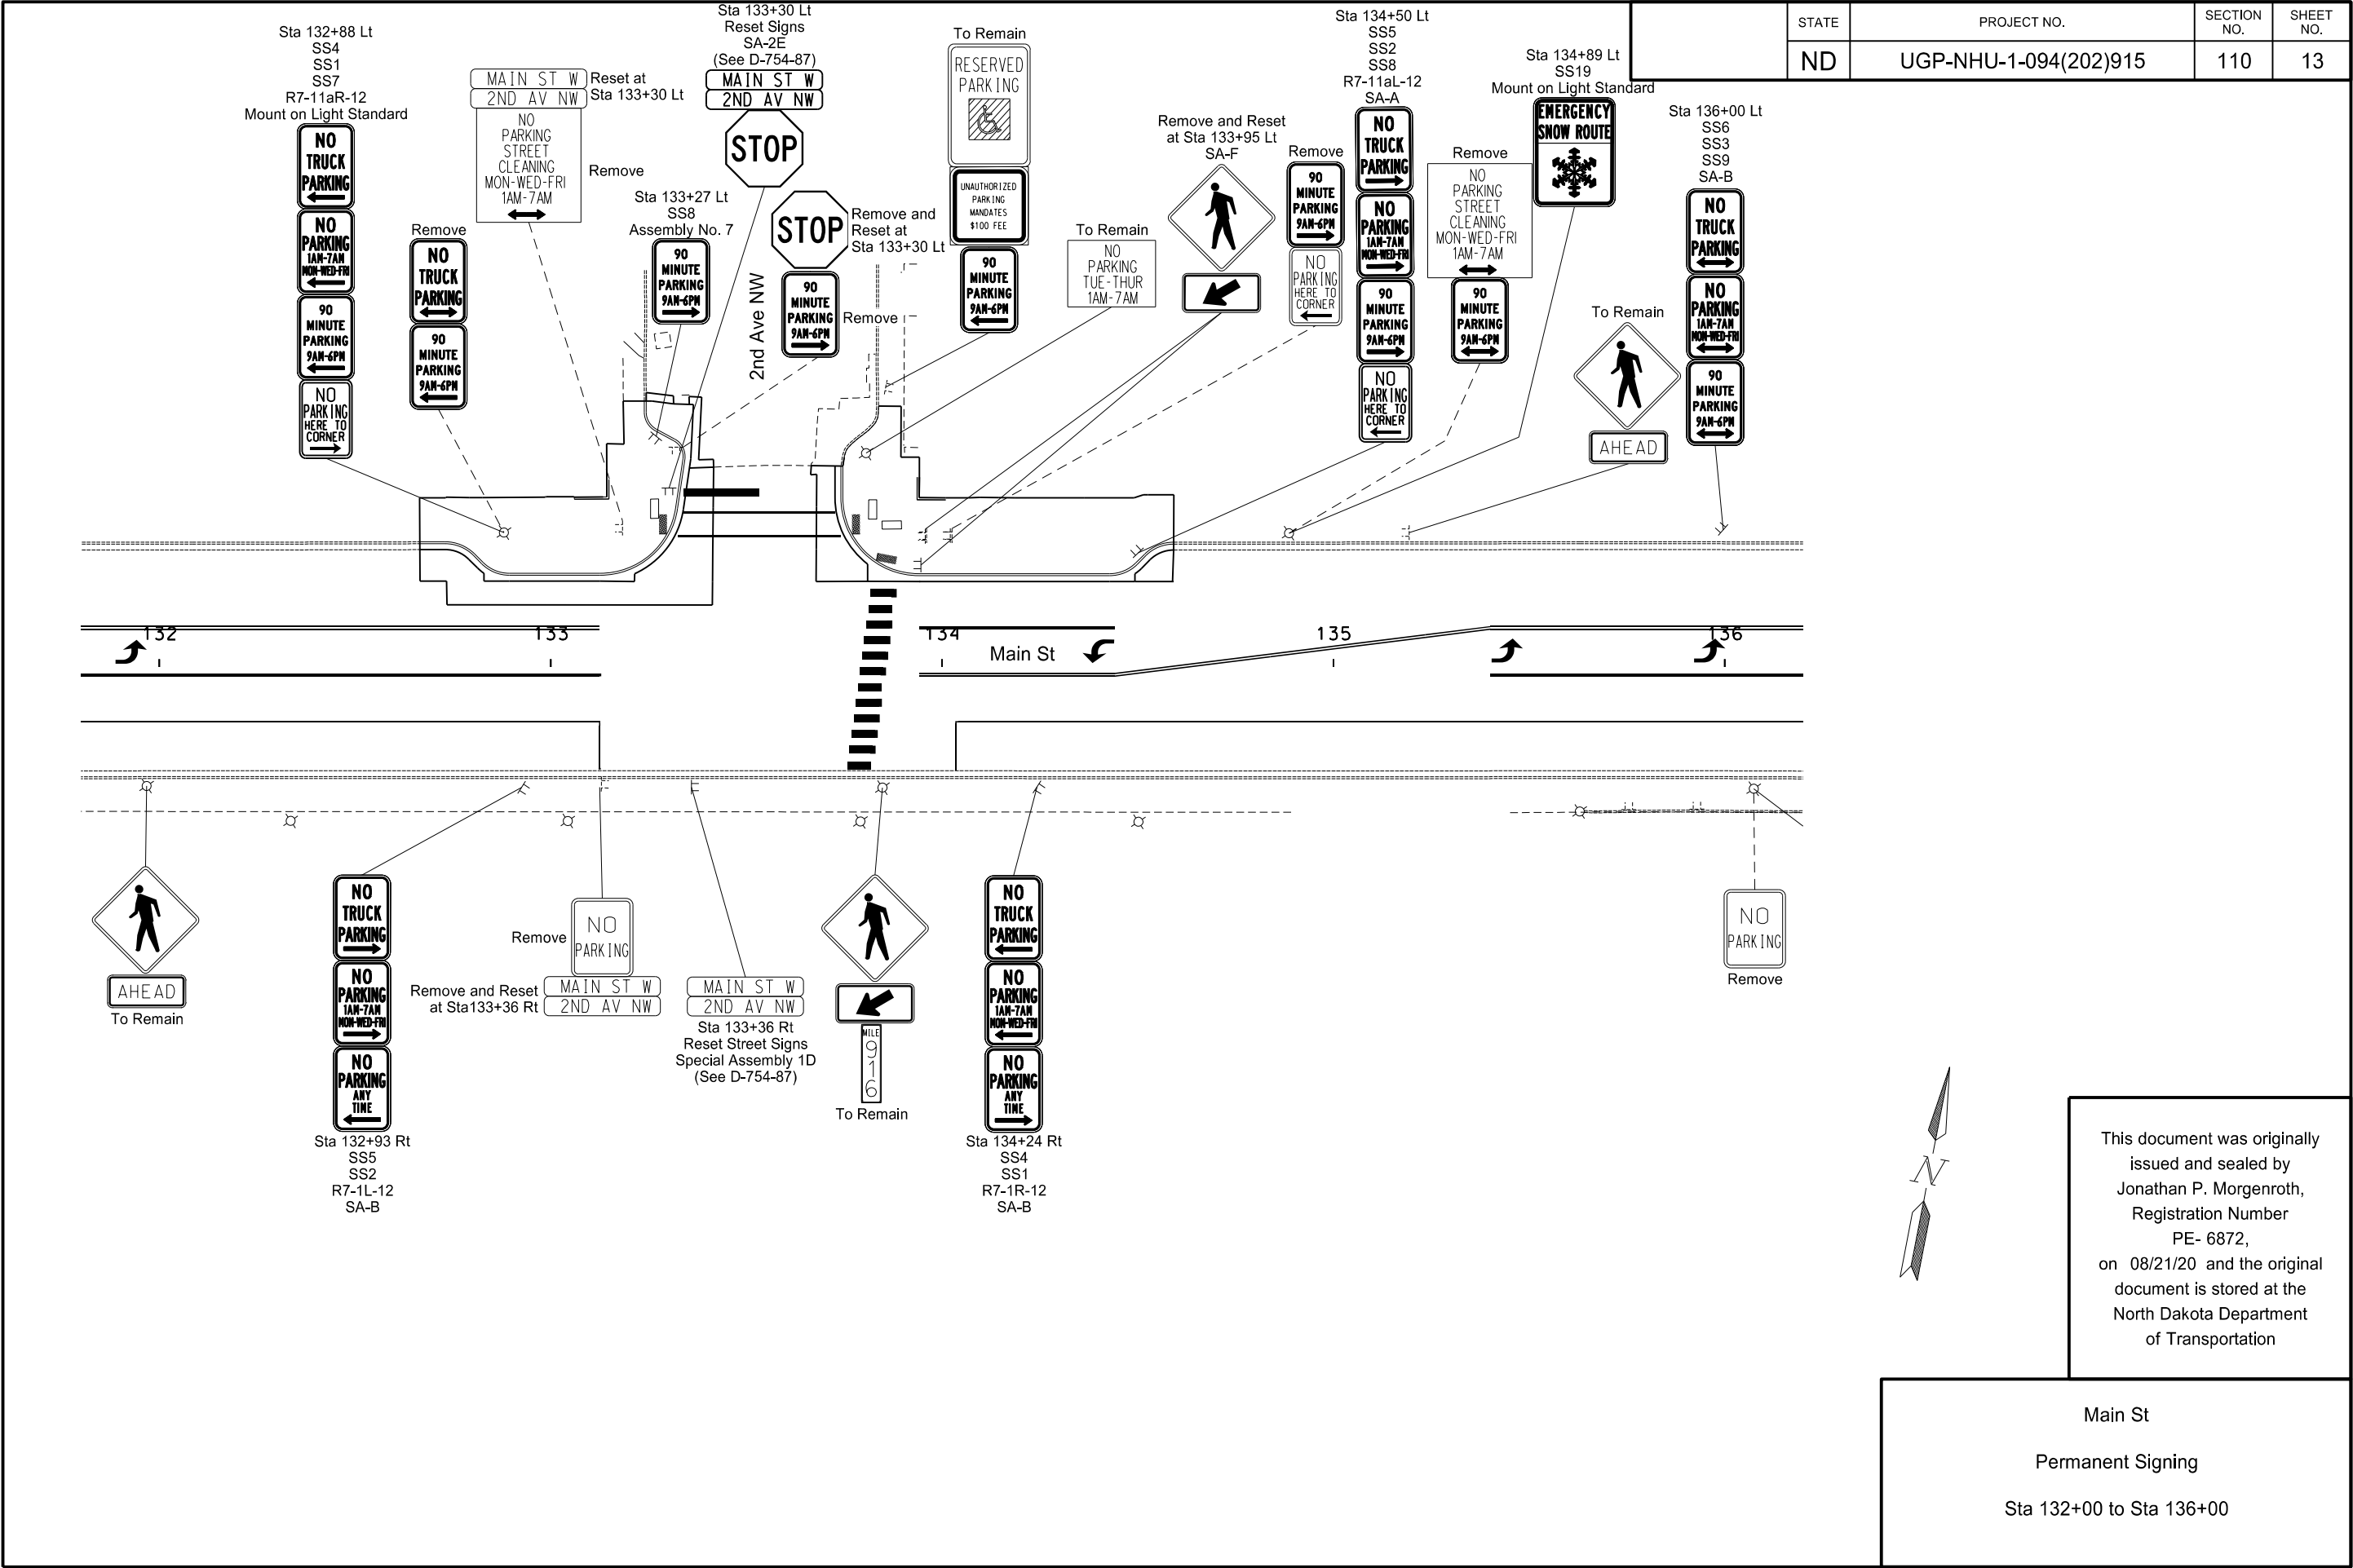 STATE
PROJECT NO.
SECTION
NO.
SHEET
NO.
ND
UGP-NHU-1-094(202)915
110
13
Sta 132+88 Lt
SS4
SS1
SS7
R7-11aR-12
Mount on Light Standard
NO
TRUCK
PARKING
NO
PARKING
1AM-7AM
MON-WED-FRI
90
MINUTE
PARKING
9AM-6PM
NO
PARKING
HERE TO
CORNER
Remove
NO
TRUCK
PARKING
90
MINUTE
PARKING
9AM-6PM
MAIN ST W
2ND AV NW
Reset at
Sta 133+30 Lt
NO
PARKING
STREET
CLEANING
MON-WED-FRI
1AM-7AM
Remove
Sta 133+27 Lt
SS8
Assembly No. 7
90
MINUTE
PARKING
9AM-6PM
Sta 133+30 Lt
Reset Signs
SA-2E
(See D-754-87)
MAIN ST W
2ND AV NW
STOP
STOP
Remove and
Reset at
Sta 133+30 Lt
90
MINUTE
PARKING
9AM-6PM
Remove
2nd Ave NW
To Remain
RESERVED
PARKING
UNAUTHORIZED
PARKING
MANDATES
$100 FEE
90
MINUTE
PARKING
9AM-6PM
To Remain
NO
PARKING
TUE-THUR
1AM-7AM
Remove and Reset
at Sta 133+95 Lt
SA-F
Remove
90
MINUTE
PARKING
9AM-6PM
NO
PARKING
HERE TO
CORNER
Sta 134+50 Lt
SS5
SS2
SS8
R7-11aL-12
SA-A
NO
TRUCK
PARKING
NO
PARKING
1AM-7AM
MON-WED-FRI
90
MINUTE
PARKING
9AM-6PM
NO
PARKING
HERE TO
CORNER
Remove
NO
PARKING
STREET
CLEANING
MON-WED-FRI
1AM-7AM
90
MINUTE
PARKING
9AM-6PM
Sta 134+89 Lt
SS19
Mount on Light Standard
EMERGENCY
SNOW ROUTE
To Remain
AHEAD
Sta 136+00 Lt
SS6
SS3
SS9
SA-B
NO
TRUCK
PARKING
NO
PARKING
1AM-7AM
MON-WED-FRI
90
MINUTE
PARKING
9AM-6PM
132
133
134
Main St
135
136
AHEAD
To Remain
NO
TRUCK
PARKING
NO
PARKING
1AM-7AM
MON-WED-FRI
NO
PARKING
ANY
TIME
Sta 132+93 Rt
SS5
SS2
R7-1L-12
SA-B
Remove
NO
PARKING
Remove and Reset
at Sta133+36 Rt
MAIN ST W
2ND AV NW
MAIN ST W
2ND AV NW
Sta 133+36 Rt
Reset Street Signs
Special Assembly 1D
(See D-754-87)
MILE
9
1
6
To Remain
NO
TRUCK
PARKING
NO
PARKING
1AM-7AM
MON-WED-FRI
NO
PARKING
ANY
TIME
Sta 134+24 Rt
SS4
SS1
R7-1R-12
SA-B
NO
PARKING
Remove
N
This document was originally
issued and sealed by
Jonathan P. Morgenroth,
Registration Number
PE- 6872,
on 08/21/20 and the original
document is stored at the
North Dakota Department
of Transportation
Main St
Permanent Signing
Sta 132+00 to Sta 136+00